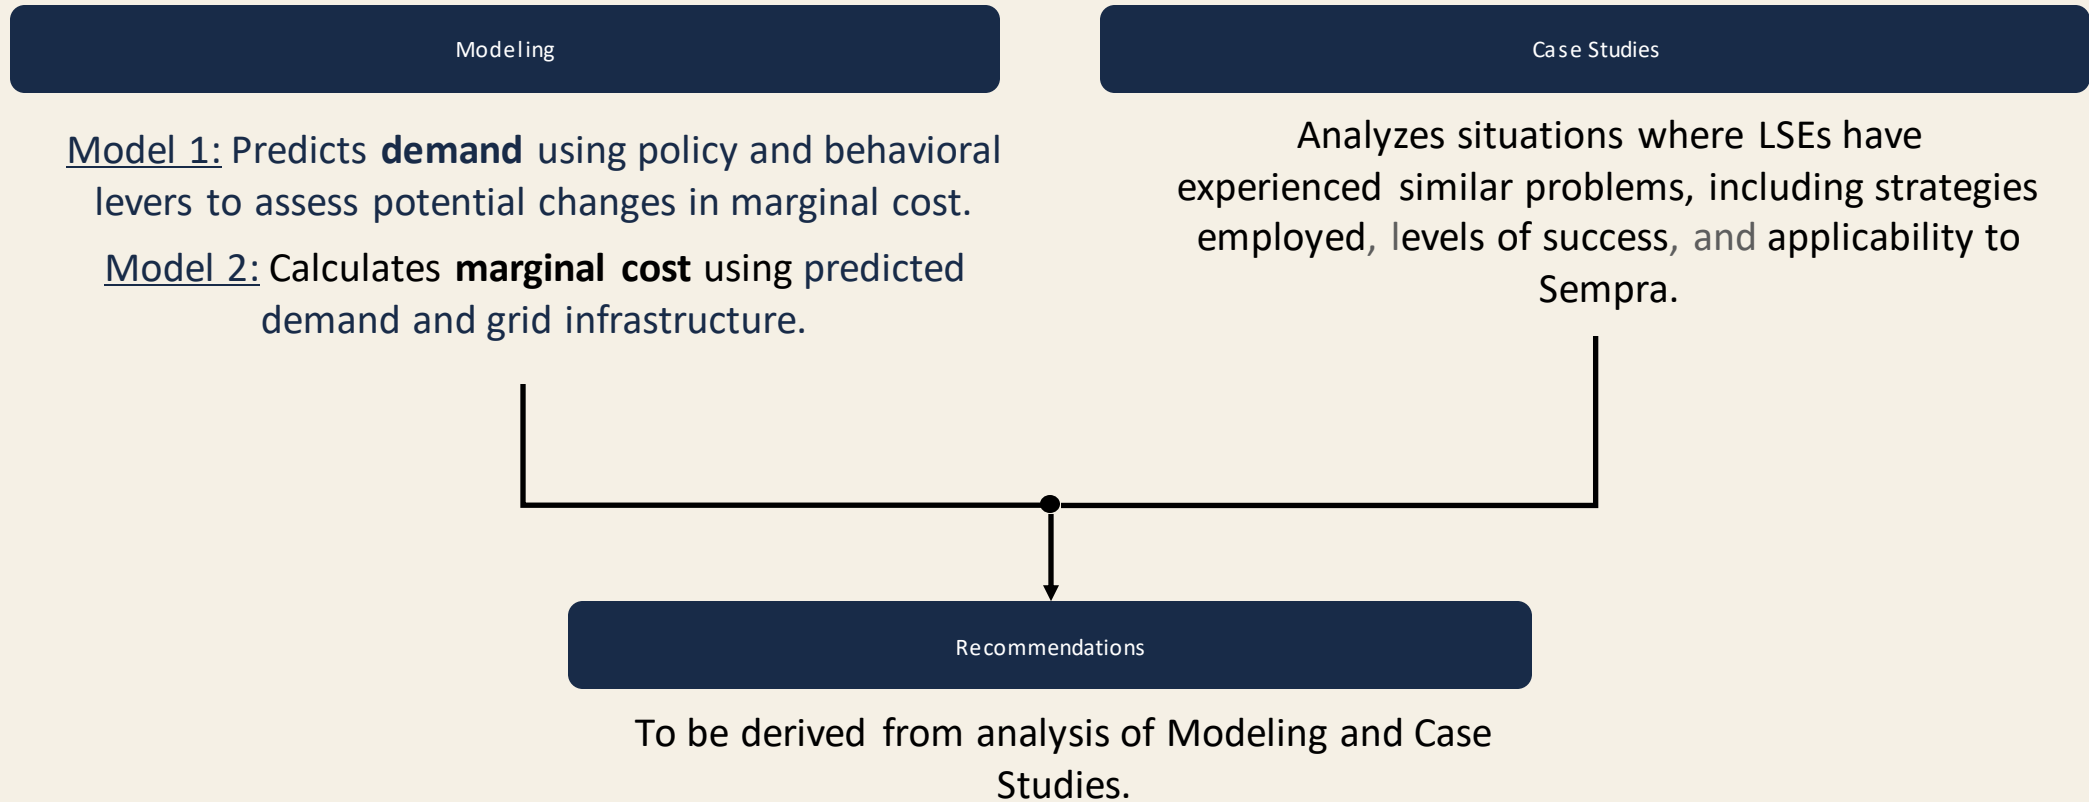 Modeling
Model 1: Predicts demand using policy and behavioral
levers to assess potential changes in marginal cost.
Model 2: Calculates marginal cost using predicted
demand and grid infrastructure.
Case Studies
Analyzes situations where LSEs have
experienced similar problems, including strategies
employed, levels of success, and applicability to
Sempra.
Recommendations
To be derived from analysis of Modeling and Case
Studies.